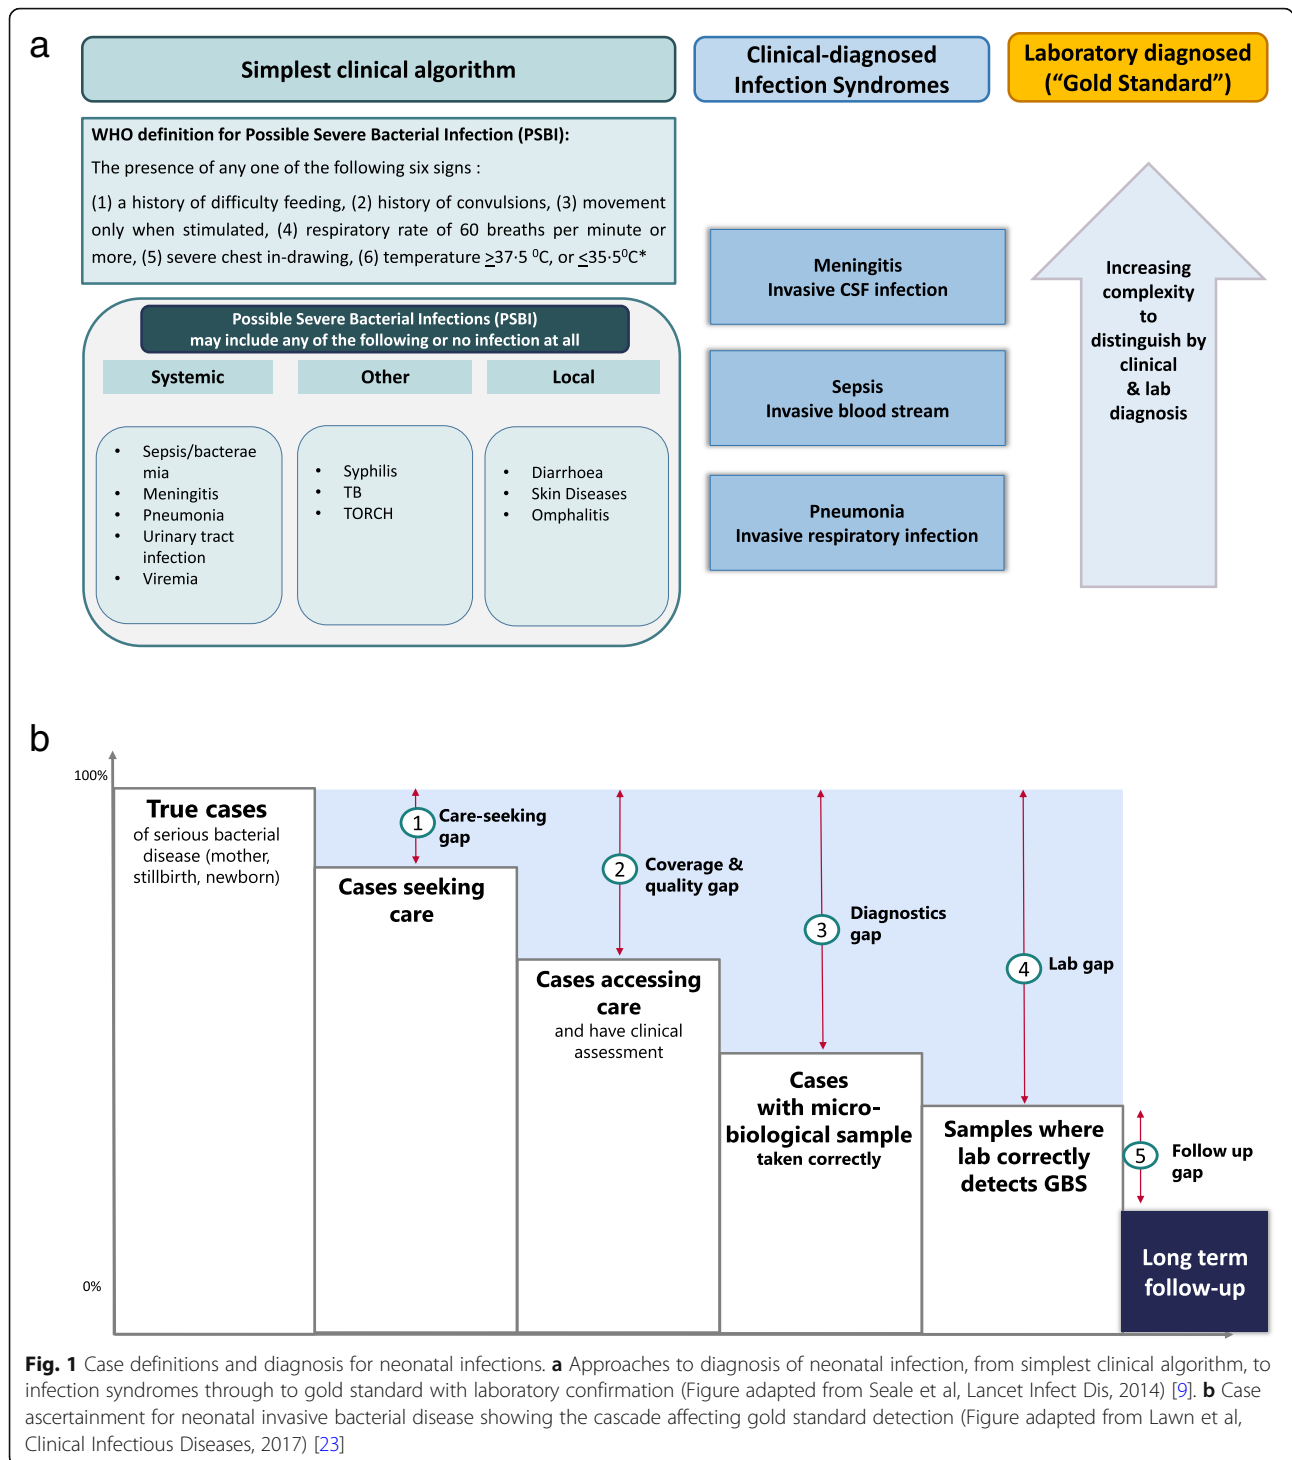 a
Simplest clinical algorithm
Clinical-diagnosed
Infection Syndromes
Laboratory diagnosed
(“Gold Standard”)
WHO definition for Possible Severe Bacterial Infection (PSBI):
The presence of any one of the following six signs :
(1) a history of difficulty feeding, (2) history of convulsions, (3) movement
only when stimulated, (4) respiratory rate of 60 breaths per minute or
more, (5) severe chest in-drawing, (6) temperature ≥37·5 ⁰C, or ≤35·5⁰C*
Possible Severe Bacterial Infections (PSBI)
may include any of the following or no infection at all
Systemic
Other
Local
• Sepsis/bacterae
mia
• Meningitis
• Pneumonia
• Urinary tract
infection
• Viremia
• Syphilis
• TB
• TORCH
• Diarrhoea
• Skin Diseases
• Omphalitis
Meningitis
Invasive CSF infection
Sepsis
Invasive blood stream
Pneumonia
Invasive respiratory infection
Increasing
complexity
to
distinguish by
clinical
& lab
diagnosis
b
100%
0%
True cases
of serious bacterial
disease (mother,
stillbirth, newborn)
1
Care-seeking
gap
Cases seeking
care
2
Coverage &
quality gap
Cases accessing
care
and have clinical
assessment
3
Diagnostics
gap
Cases
with micro-
biological sample
taken correctly
4
Lab gap
Samples where
lab correctly
detects GBS
5
Follow up
gap
Long term
follow-up
Fig. 1 Case definitions and diagnosis for neonatal infections. a Approaches to diagnosis of neonatal infection, from simplest clinical algorithm, to
infection syndromes through to gold standard with laboratory confirmation (Figure adapted from Seale et al, Lancet Infect Dis, 2014) [9]. b Case
ascertainment for neonatal invasive bacterial disease showing the cascade affecting gold standard detection (Figure adapted from Lawn et al,
Clinical Infectious Diseases, 2017) [23]